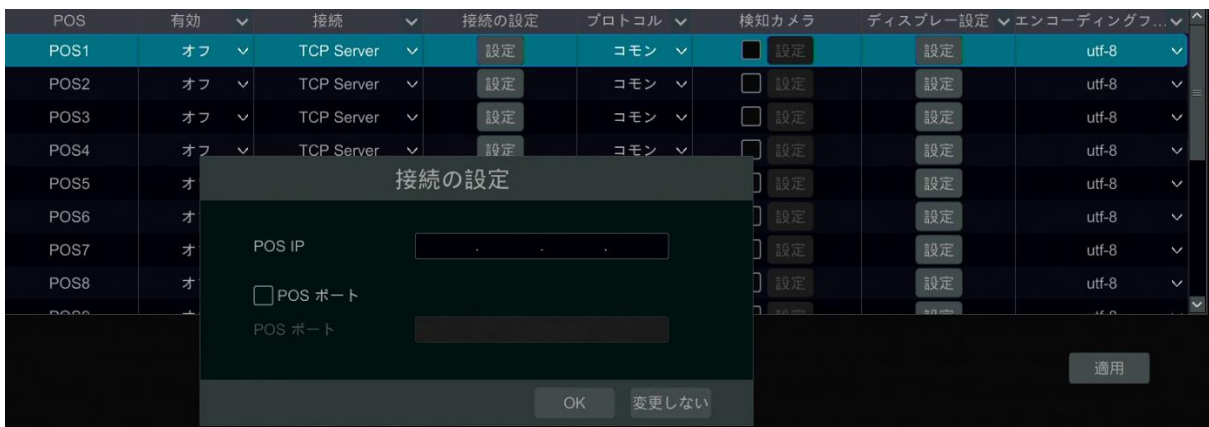 POS 有効 接続 接続の設定 プロトコル 検知カメラ ディスプレー設定 エンコーディングフ...
POS1 オフ TCP Server 設定 コモン 設定 設定 utf-8
POS2 オフ TCP Server 設定 コモン 設定 設定 utf-8
POS3 オフ TCP Server 設定 コモン 設定 設定 utf-8
POS4 オフ TCP Server 設定 コモン 設定 設定 utf-8
POS5 オ 設定 設定 utf-8
POS6 オ 設定 設定 utf-8
POS7 オ 設定 設定 utf-8
POS8 オ 設定 設定 utf-8
接続の設定
POS IP . . .
POS ポート
POS ポート
OK 変更しない
適用